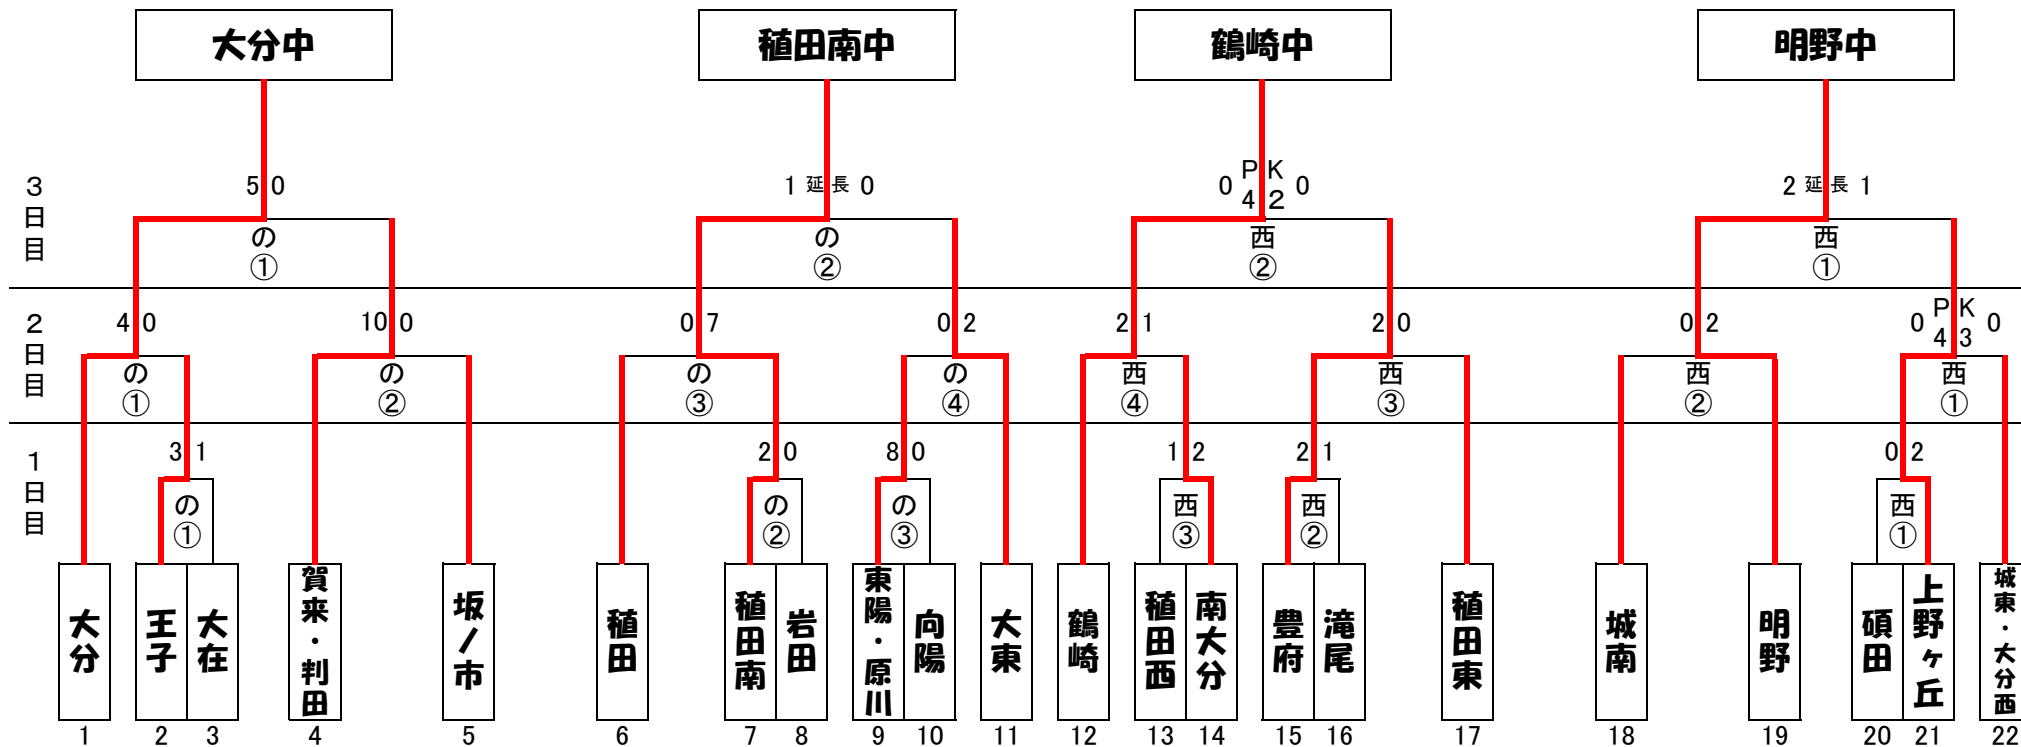 大分中 稙田南中 鶴崎中 明野中
3日目
5 0 1 延長 0 0 PK 4 2 0 2 延長 1
の① の② 西② 西①
2日目
4 0 10 0 0 7 0 2 2 1 2 0 0 2 0 PK 4 3 0
の① の② の③ の④ 西④ 西③ 西② 西①
1日目
3 1 2 0 8 0 1 2 2 1 0 2
の① の② の③ 西③ 西② 西①
大分 王子 大在 賀来・判田 坂ノ市 稙田 稙田南 岩田 東陽・原川 向陽 大東 鶴崎 稙田西 南大分 豊府 滝尾 稙田東 城南 明野 碩田 上野ヶ丘 城東・大分西
1 2 3 4 5 6 7 8 9 10 11 12 13 14 15 16 17 18 19 20 21 22